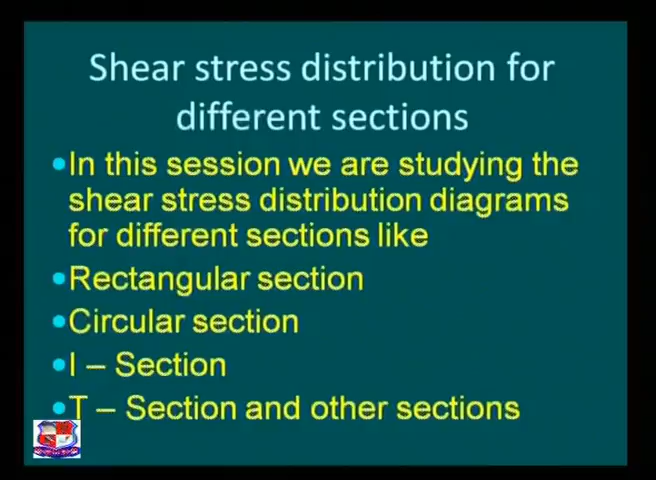 Shear stress distribution for
different sections
•In this session we are studying the
shear stress distribution diagrams
for different sections like
•Rectangular section
•Circular section
•I – Section
•T – Section and other sections